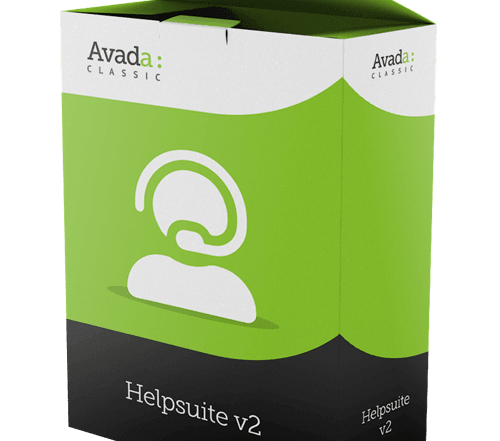 Avada:
CLASSIC
Avada:
CLASSIC
Helpsuite v2
Helpsuite
v2